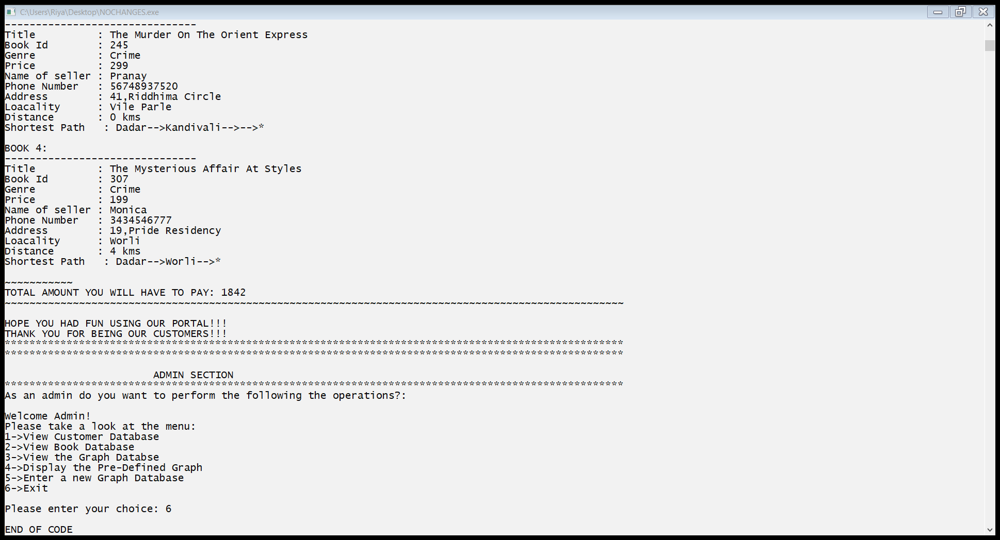 C:\Users\Riya\Desktop\NOCHANGES.exe
-------------------------------
Title          : The Murder On The Orient Express
Book Id        : 245
Genre          : Crime
Price          : 299
Name of seller : Pranay
Phone Number   : 56748937520
Address        : 41,Riddhima Circle
Loacality      : Vile Parle
Distance       : 0 kms
Shortest Path   : Dadar-->Kandivali-->-->*
BOOK 4:
-------------------------------
Title          : The Mysterious Affair At Styles
Book Id        : 307
Genre          : Crime
Price          : 199
Name of seller : Monica
Phone Number   : 3434546777
Address        : 19,Pride Residency
Loacality      : Worli
Distance       : 4 kms
Shortest Path   : Dadar-->Worli-->*
~~~~~~~~~~~
TOTAL AMOUNT YOU WILL HAVE TO PAY: 1842
~~~~~~~~~~~~~~~~~~~~~~~~~~~~~~~~~~~~~~~~~~~~~~~~~~~~~~~~~~~~~~~~~~~~~~~~~~~~~~~~~~~~~~~~~~~~~~~~~~~~
HOPE YOU HAD FUN USING OUR PORTAL!!!
THANK YOU FOR BEING OUR CUSTOMERS!!!
****************************************************************************************************
****************************************************************************************************
ADMIN SECTION
****************************************************************************************************
As an admin do you want to perform the following the operations?:
Welcome Admin!
Please take a look at the menu:
1->View Customer Database
2->View Book Database
3->View the Graph Databse
4->Display the Pre-Defined Graph
5->Enter a new Graph Database
6->Exit
Please enter your choice: 6
END OF CODE